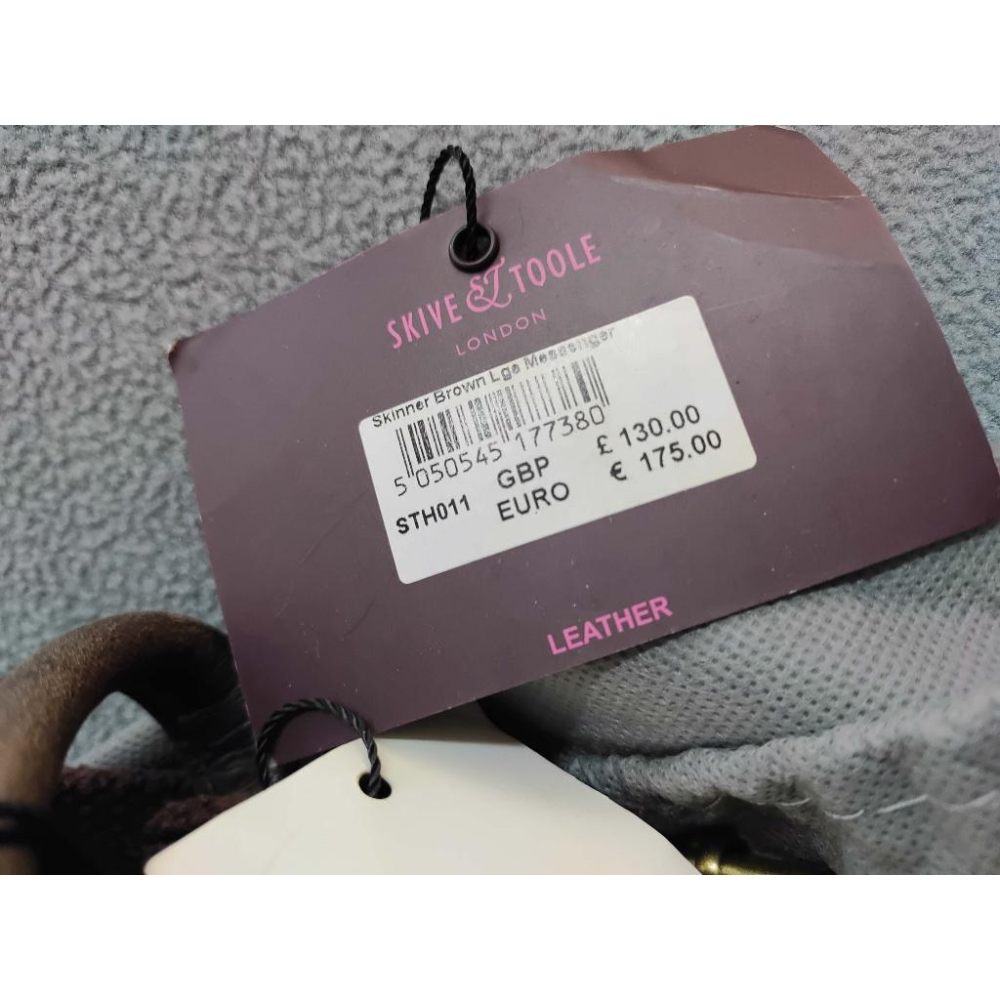 SKIVE & TOOLE
LONDON
Skinner Brown Lge Messenger
5 050545 177380
STH011 GBP £ 130.00
EURO € 175.00
LEATHER